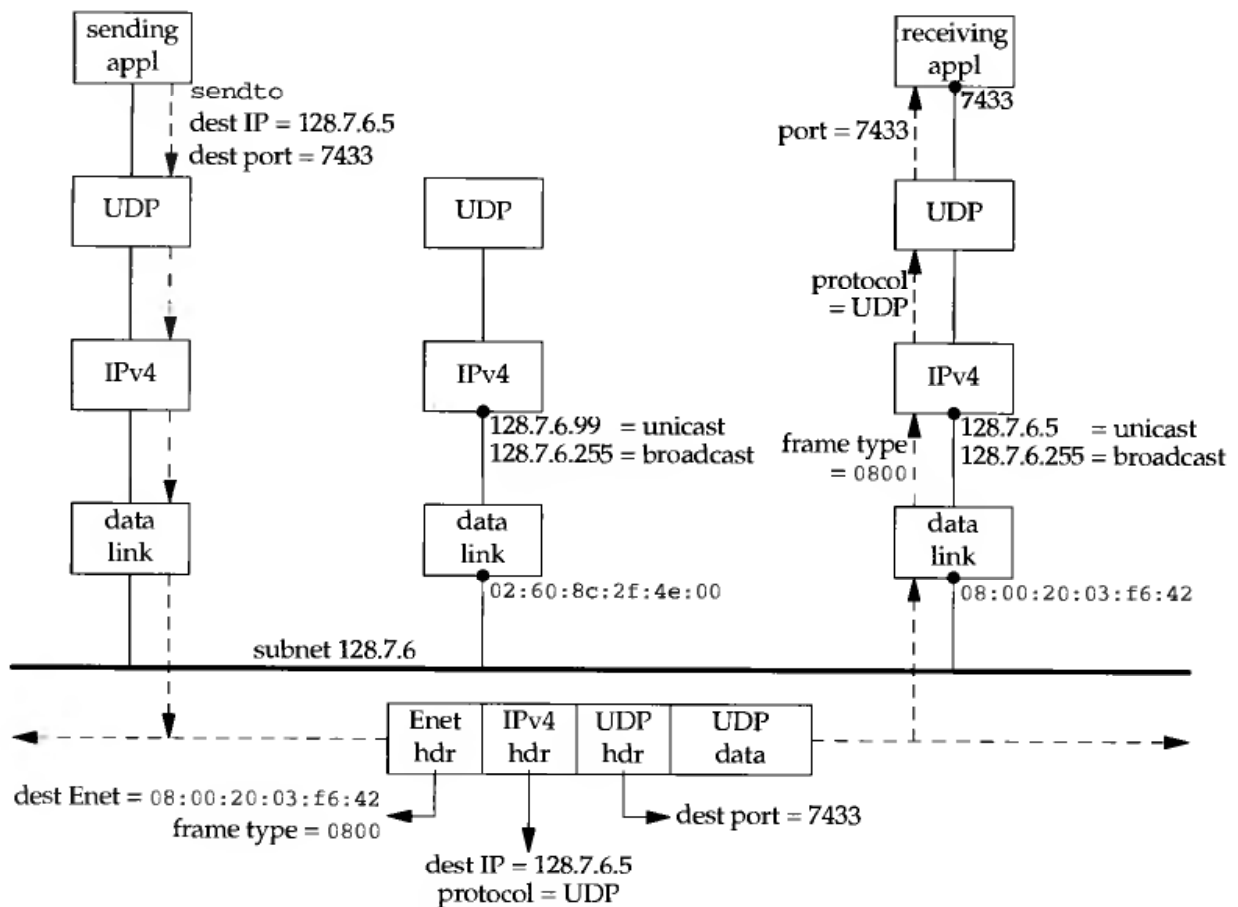 sending
appl
receiving
appl
sendto
dest IP = 128.7.6.5
dest port = 7433
7433
port = 7433
UDP
UDP
UDP
protocol
= UDP
IPv4
IPv4
IPv4
128.7.6.99 = unicast
128.7.6.255 = broadcast
frame type
= 0800
128.7.6.5 = unicast
128.7.6.255 = broadcast
data
link
data
link
data
link
02:60:8c:2f:4e:00
08:00:20:03:f6:42
subnet 128.7.6
Enet
hdr
IPv4
hdr
UDP
hdr
UDP
data
dest Enet = 08:00:20:03:f6:42
frame type = 0800
dest port = 7433
dest IP = 128.7.6.5
protocol = UDP